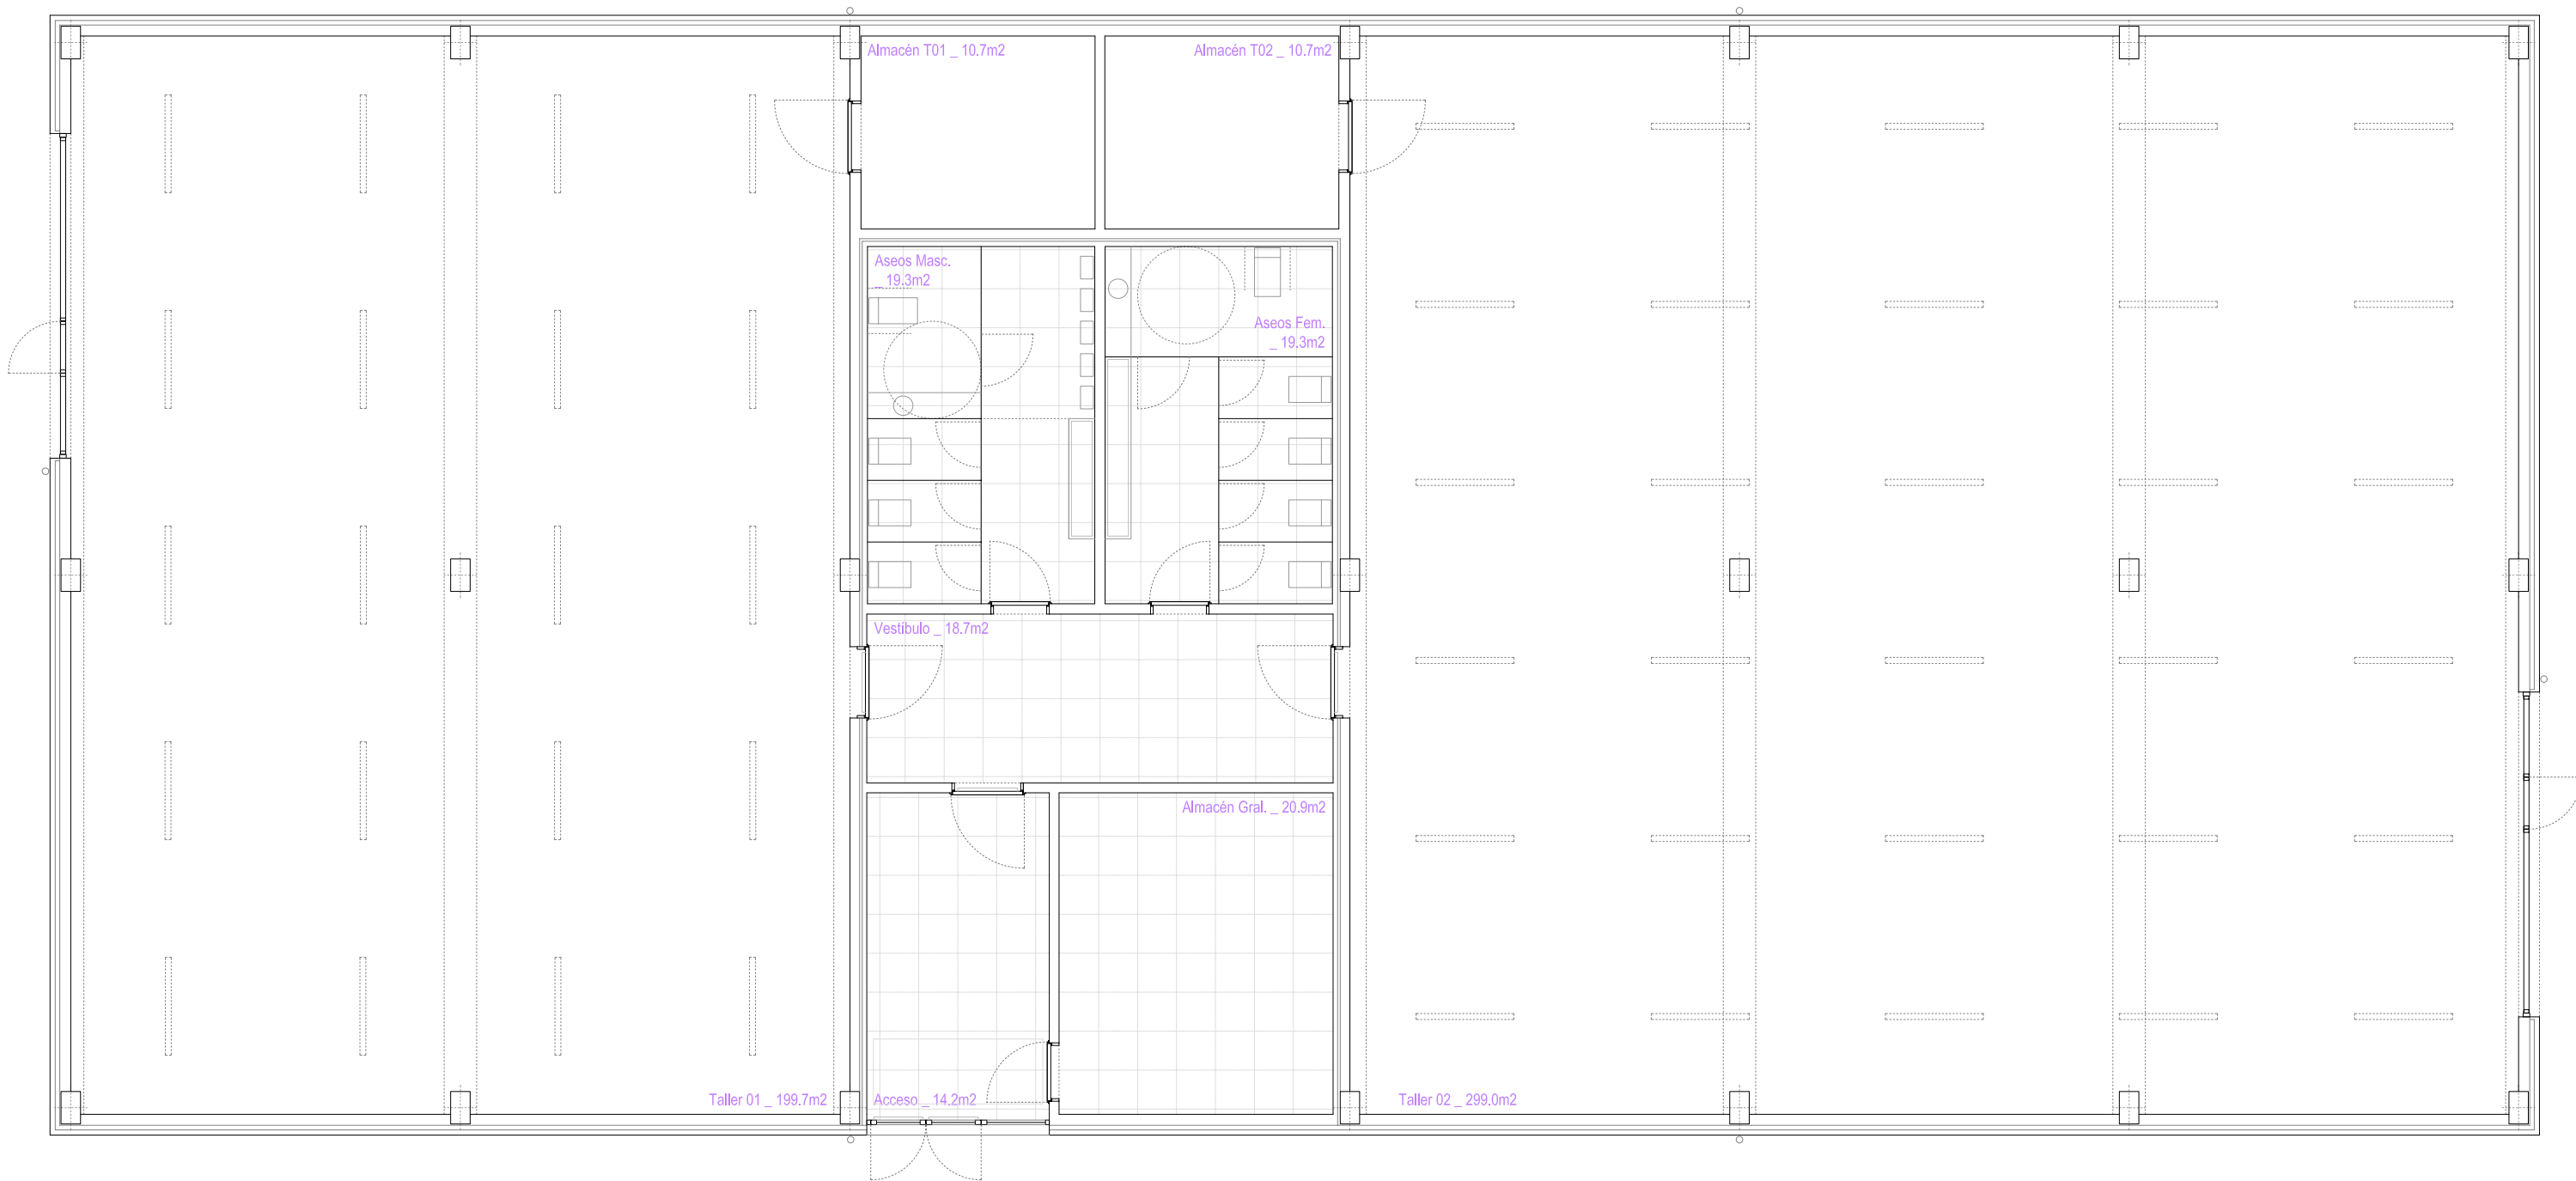 Almacén T01 _ 10.7m2
Almacén T02 _ 10.7m2
Aseos Masc.
_ 19.3m2
Aseos Fem.
_ 19.3m2
Vestíbulo _ 18.7m2
Almacén Gral. _ 20.9m2
Taller 01 _ 199.7m2
Acceso _ 14.2m2
Taller 02 _ 299.0m2